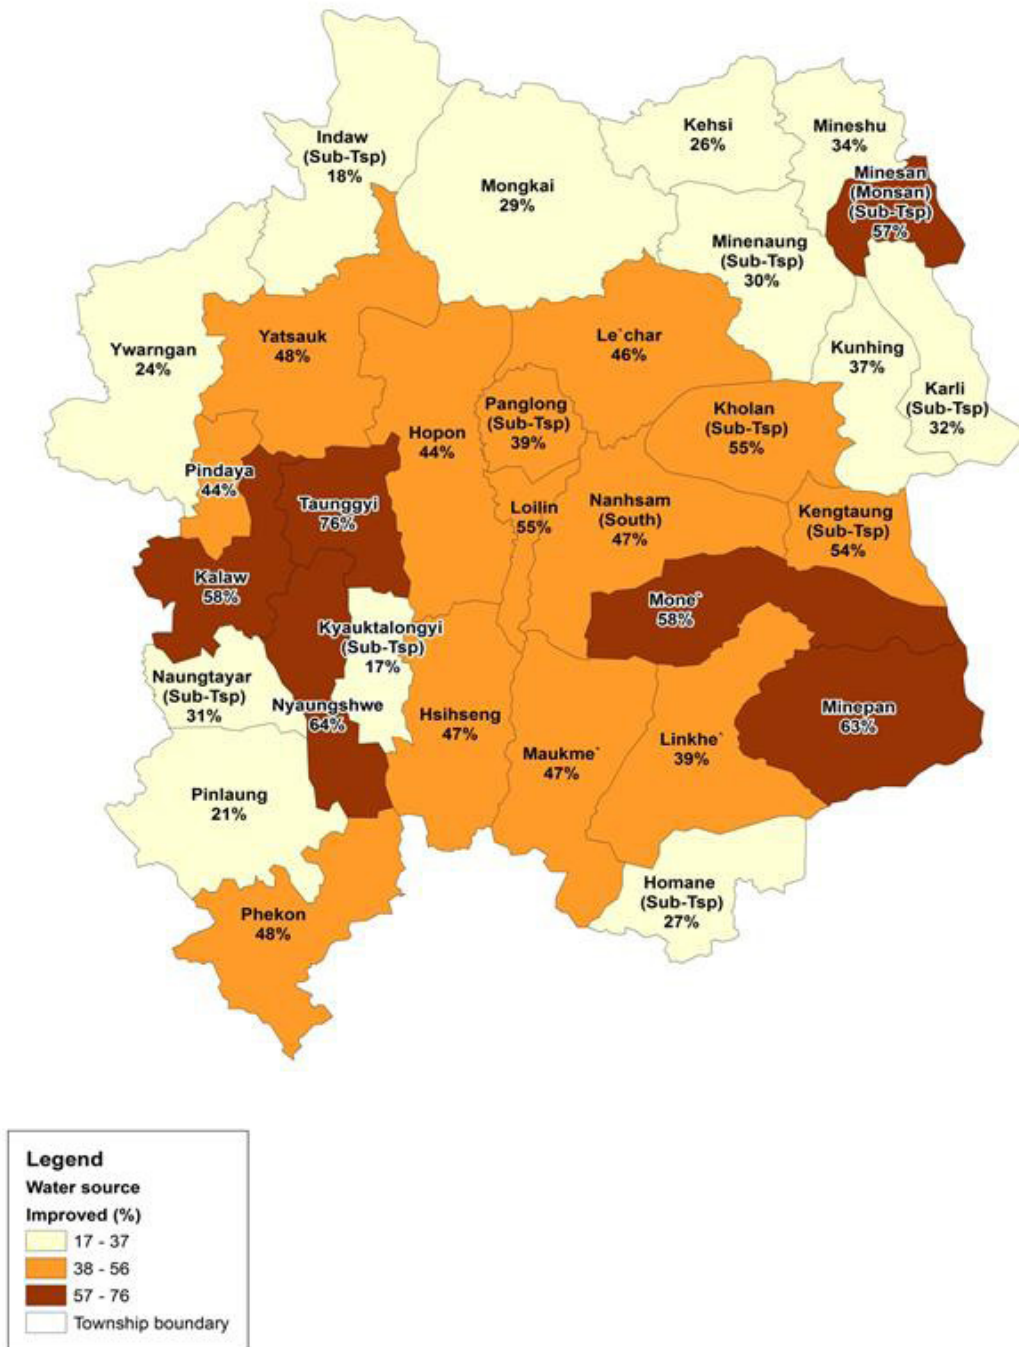 Indaw
(Sub-Tsp)
18%
Mongkai
29%
Kehsi
26%
Mineshu
34%
Minesan
(Monsan)
(Sub-Tsp)
57%
Minenaung
(Sub-Tsp)
30%
Ywarngan
24%
Yatsauk
48%
Le`char
46%
Kunhing
37%
Karli
(Sub-Tsp)
32%
Hopon
44%
Panglong
(Sub-Tsp)
39%
Kholan
(Sub-Tsp)
55%
Pindaya
44%
Taunggyi
76%
Loilin
55%
Nanhsam
(South)
47%
Kengtaung
(Sub-Tsp)
54%
Kalaw
58%
Mone`
58%
Kyauktalongyi
(Sub-Tsp)
17%
Naungtayar
(Sub-Tsp)
31%
Nyaungshwe
64%
Hsihseng
47%
Maukme`
47%
Linkhe`
39%
Minepan
63%
Pinlaung
21%
Homane
(Sub-Tsp)
27%
Phekon
48%
Legend
Water source
Improved (%)
17 - 37
38 - 56
57 - 76
Township boundary